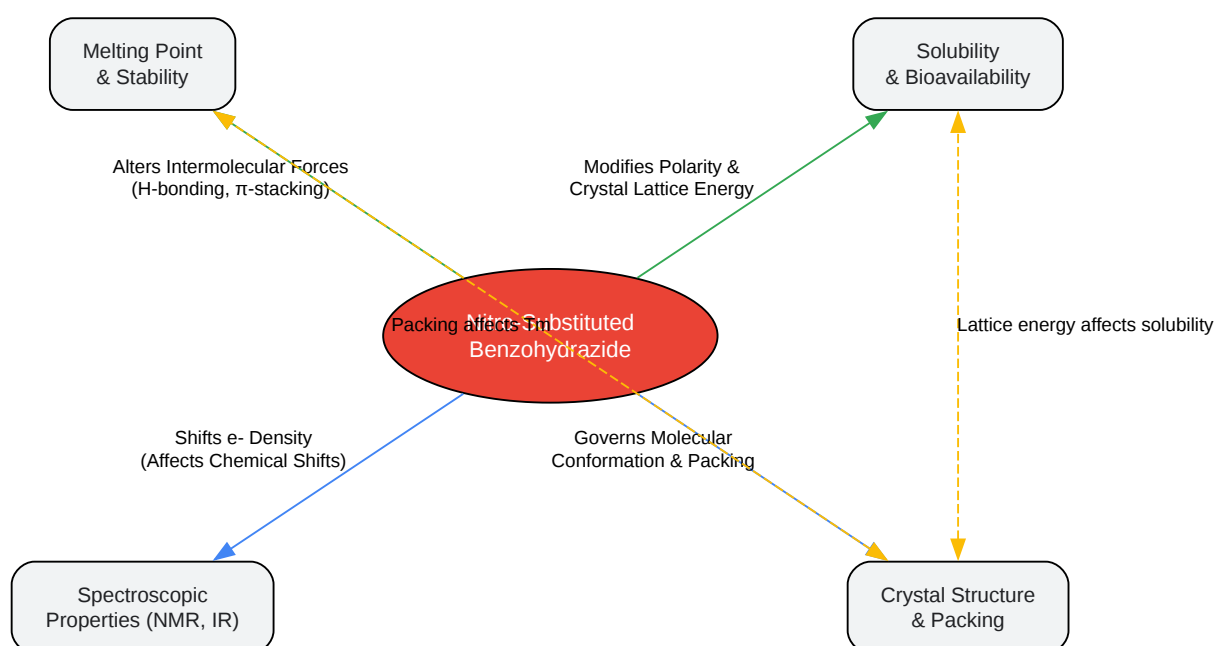 Melting Point
& Stability
Solubility
& Bioavailability
Alters Intermolecular Forces
(H-bonding, π-stacking)
Modifies Polarity &
Crystal Lattice Energy
Nitro-Substituted
Benzohydrazide
Packing affects Tm
Lattice energy affects solubility
Shifts e- Density
(Affects Chemical Shifts)
Governs Molecular
Conformation & Packing
Spectroscopic
Properties (NMR, IR)
Crystal Structure
& Packing